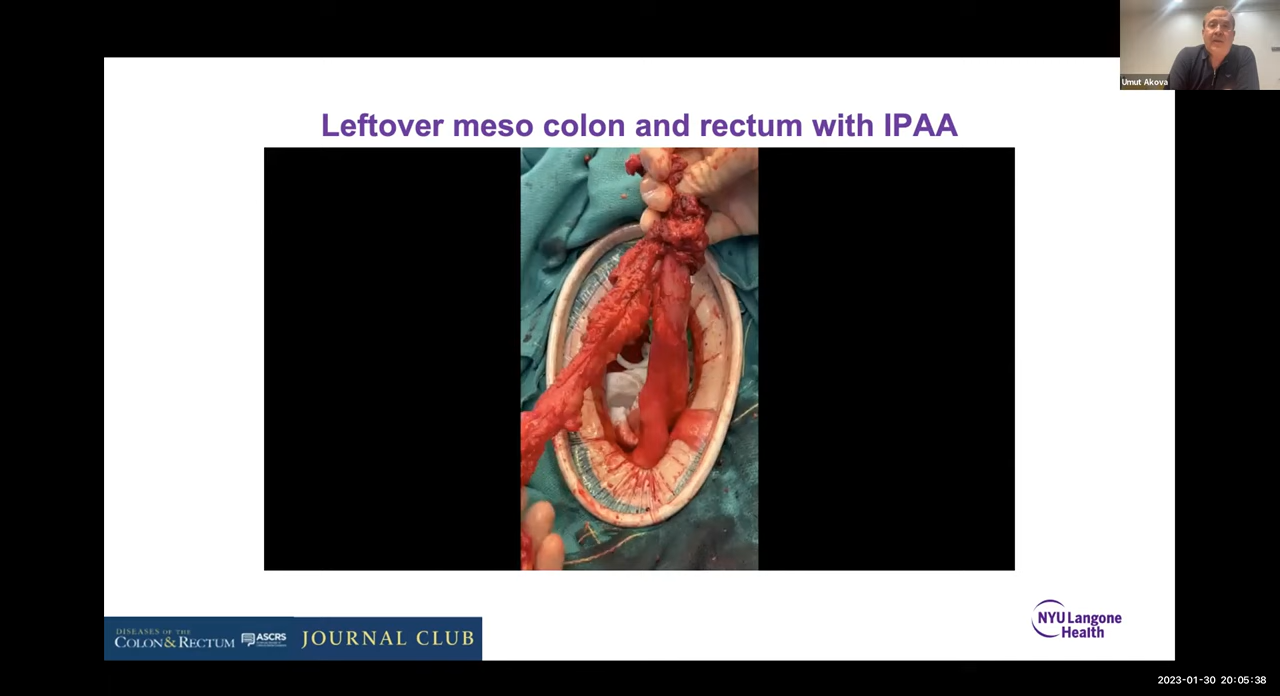 Umut Akova
Leftover meso colon and rectum with IPAA
DISEASES OF THE
COLON & RECTUM
ASCRS
JOURNAL CLUB
NYU Langone
Health
2023-01-30 20:05:38